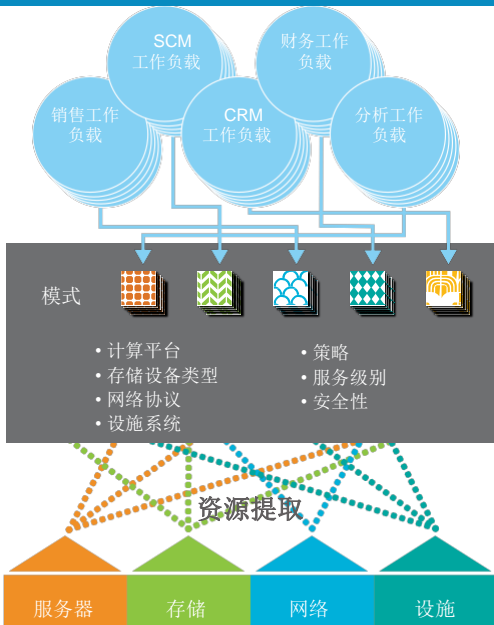 SCM
工作负载
财务工作
负载
销售工作
负载
CRM
工作负载
分析工作
负载
模式
• 计算平台
• 存储设备类型
• 网络协议
• 设施系统
• 策略
• 服务级别
• 安全性
资源提取
服务器
存储
网络
设施